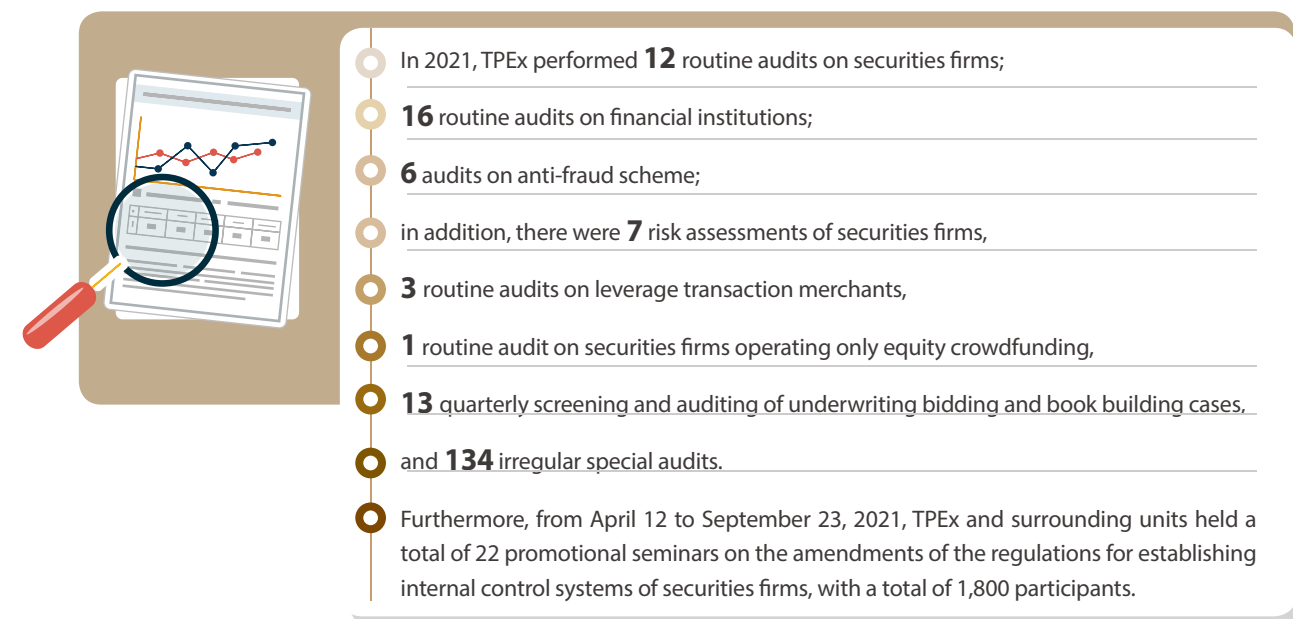 In 2021, TPEx performed 12 routine audits on securities firms;
16 routine audits on financial institutions;
6 audits on anti-fraud scheme;
in addition, there were 7 risk assessments of securities firms,
3 routine audits on leverage transaction merchants,
1 routine audit on securities firms operating only equity crowdfunding,
13 quarterly screening and auditing of underwriting bidding and book building cases,
and 134 irregular special audits.
Furthermore, from April 12 to September 23, 2021, TPEx and surrounding units held a
total of 22 promotional seminars on the amendments of the regulations for establishing
internal control systems of securities firms, with a total of 1,800 participants.